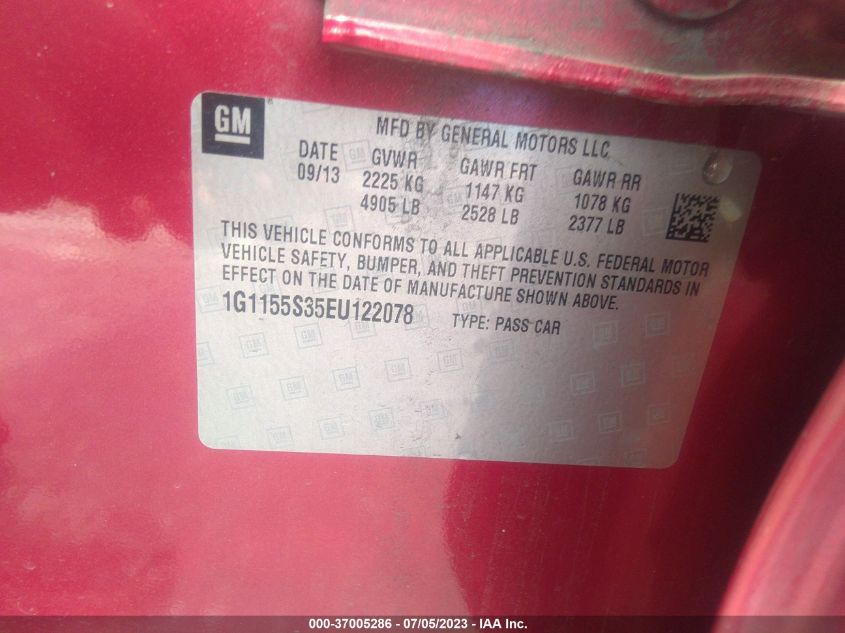 GM
MFD BY GENERAL MOTORS LLC
DATE GVWR GAWR FRT GAWR RR
09/13 2225 KG 1147 KG 1078 KG
4905 LB 2528 LB 2377 LB
THIS VEHICLE CONFORMS TO ALL APPLICABLE U.S. FEDERAL MOTOR
VEHICLE SAFETY, BUMPER, AND THEFT PREVENTION STANDARDS IN
EFFECT ON THE DATE OF MANUFACTURE SHOWN ABOVE.
1G1155S35EU122078 TYPE: PASS CAR
000-37005286 - 07/05/2023 - IAA Inc.